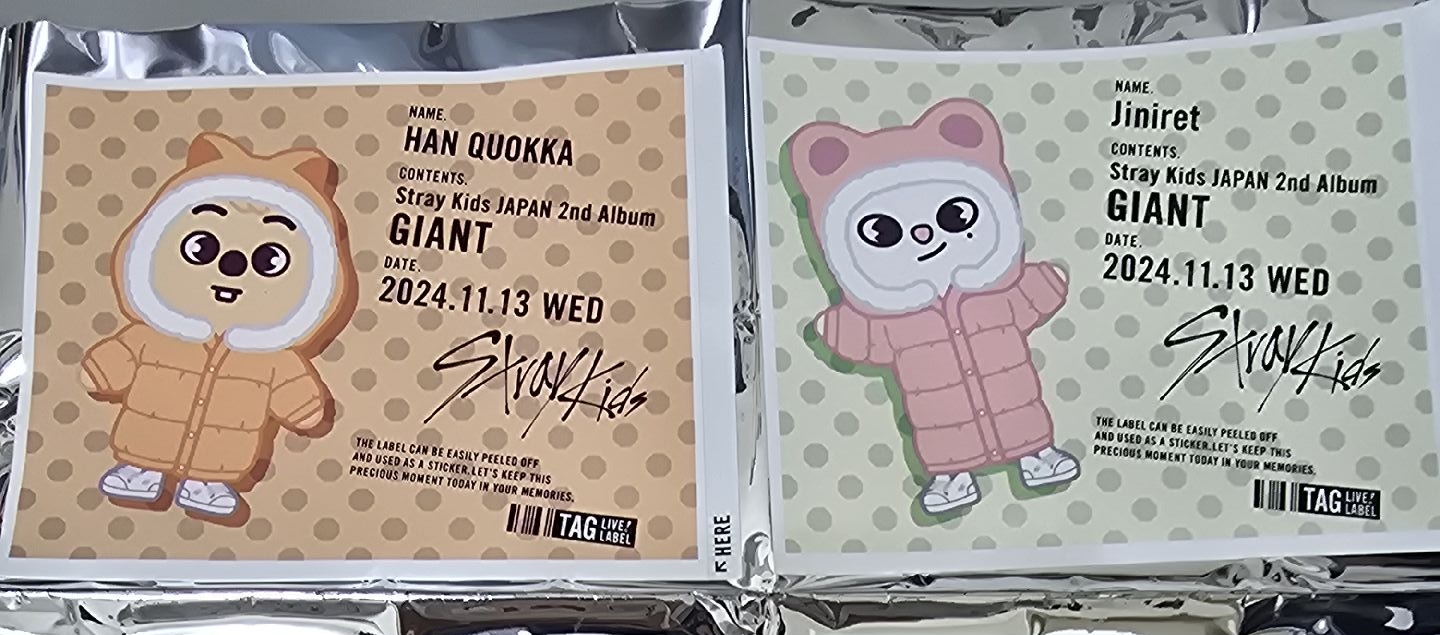 NAME.
HAN QUOKKA
CONTENTS.
Stray Kids JAPAN 2nd Album
GIANT
DATE.
2024.11.13 WED
Stray Kids
THE LABEL CAN BE EASILY PEELED OFF
AND USED AS A STICKER.LET'S KEEP THIS
PRECIOUS MOMENT TODAY IN YOUR MEMORIES.
TAG LIVE!
LABEL
HERE
NAME.
Jiniret
CONTENTS.
Stray Kids JAPAN 2nd Album
GIANT
DATE.
2024.11.13 WED
Stray Kids
THE LABEL CAN BE EASILY PEELED OFF
AND USED AS A STICKER.LET'S KEEP THIS
PRECIOUS MOMENT TODAY IN YOUR MEMORIES.
TAG LIVE!
LABEL